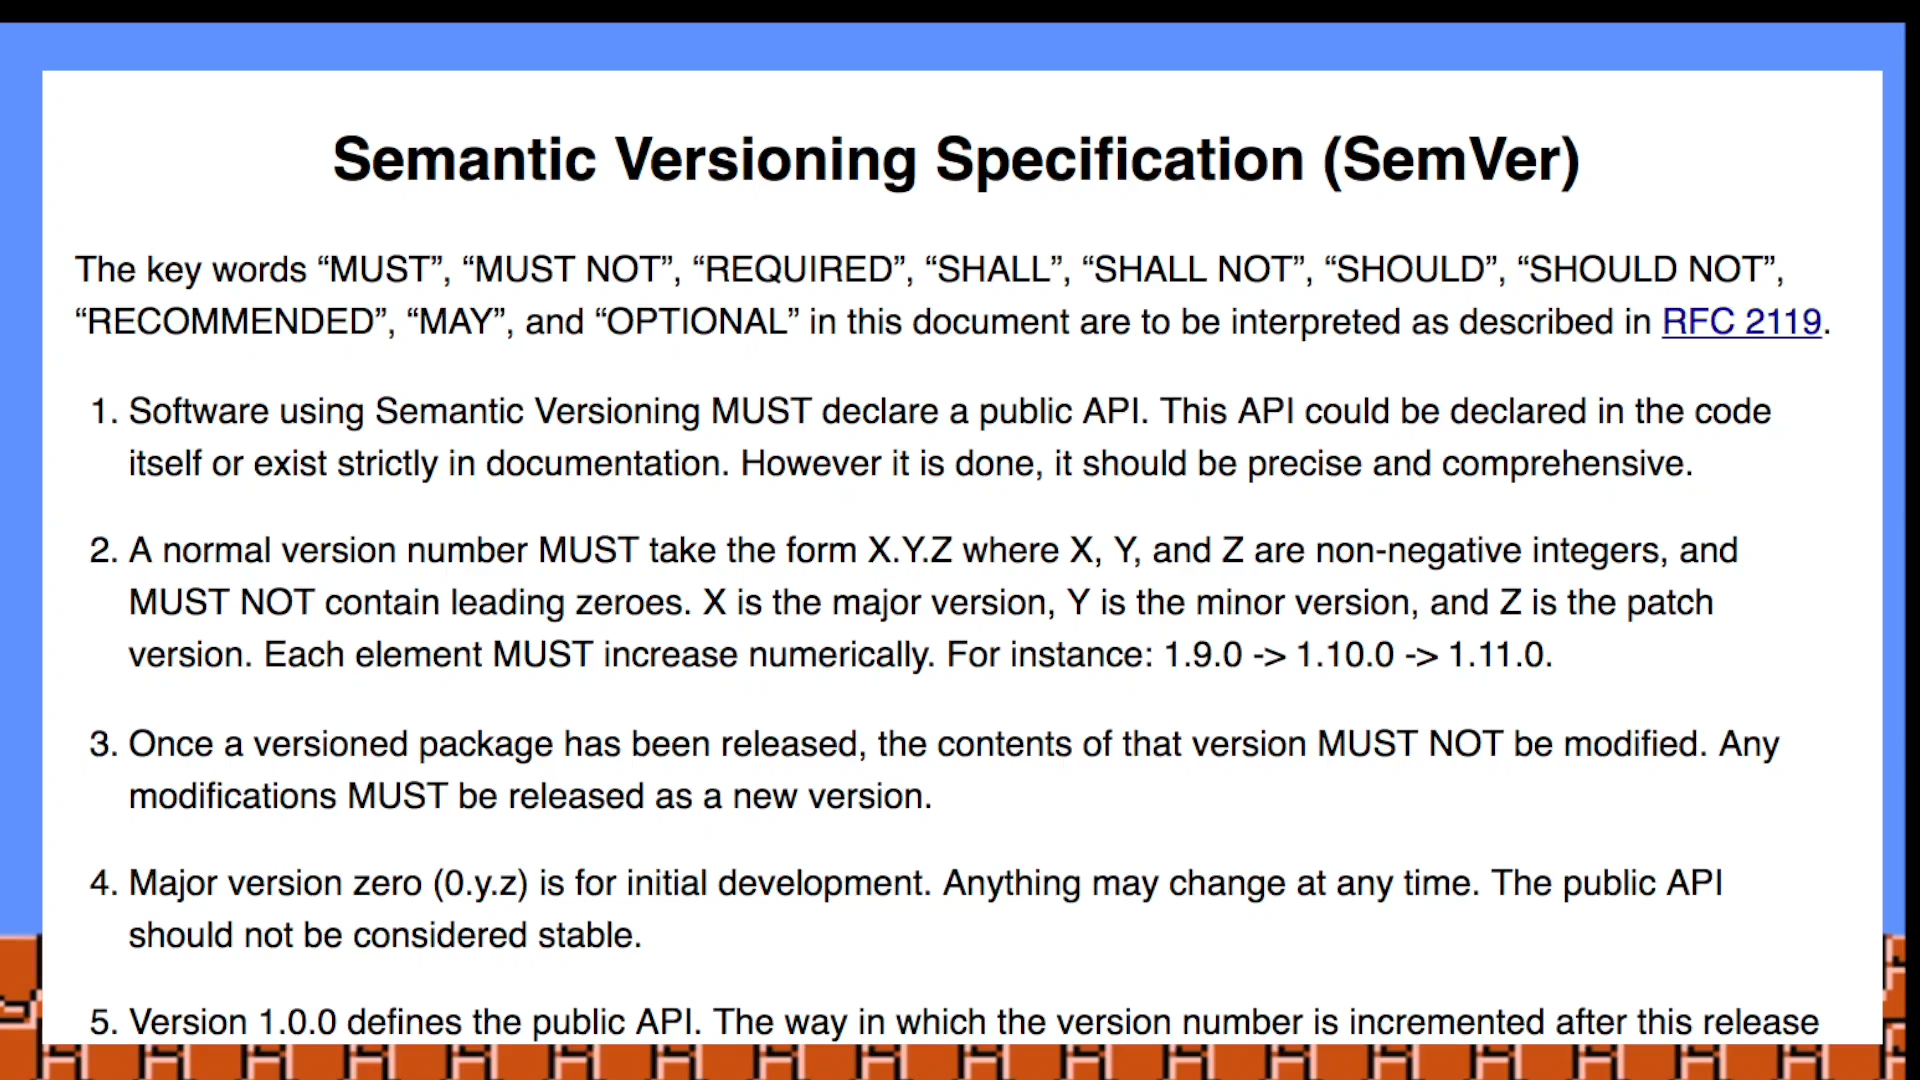 Semantic Versioning Specification (SemVer)
The key words “MUST”, “MUST NOT”, “REQUIRED”, “SHALL”, “SHALL NOT”, “SHOULD”, “SHOULD NOT”,
“RECOMMENDED”, “MAY”, and “OPTIONAL” in this document are to be interpreted as described in RFC 2119.
1. Software using Semantic Versioning MUST declare a public API. This API could be declared in the code
itself or exist strictly in documentation. However it is done, it should be precise and comprehensive.
2. A normal version number MUST take the form X.Y.Z where X, Y, and Z are non-negative integers, and
MUST NOT contain leading zeroes. X is the major version, Y is the minor version, and Z is the patch
version. Each element MUST increase numerically. For instance: 1.9.0 -> 1.10.0 -> 1.11.0.
3. Once a versioned package has been released, the contents of that version MUST NOT be modified. Any
modifications MUST be released as a new version.
4. Major version zero (0.y.z) is for initial development. Anything may change at any time. The public API
should not be considered stable.
5. Version 1.0.0 defines the public API. The way in which the version number is incremented after this release